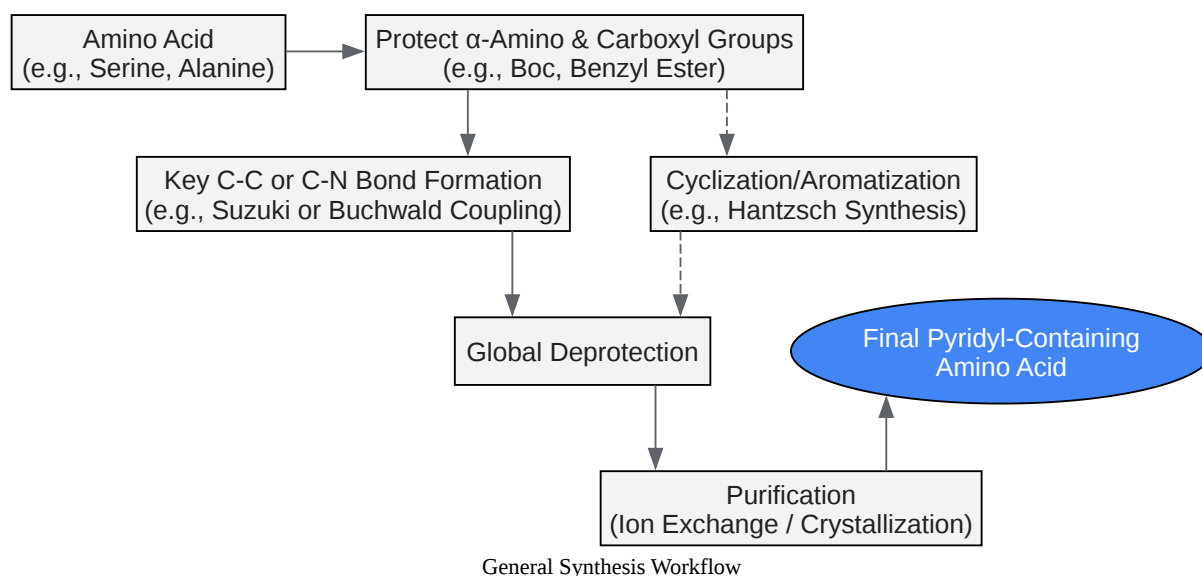 Amino Acid
(e.g., Serine, Alanine)
Protect α-Amino & Carboxyl Groups
(e.g., Boc, Benzyl Ester)
Key C-C or C-N Bond Formation
(e.g., Suzuki or Buchwald Coupling)
Cyclization/Aromatization
(e.g., Hantzsch Synthesis)
Global Deprotection
Final Pyridyl-Containing
Amino Acid
Purification
(Ion Exchange / Crystallization)
General Synthesis Workflow